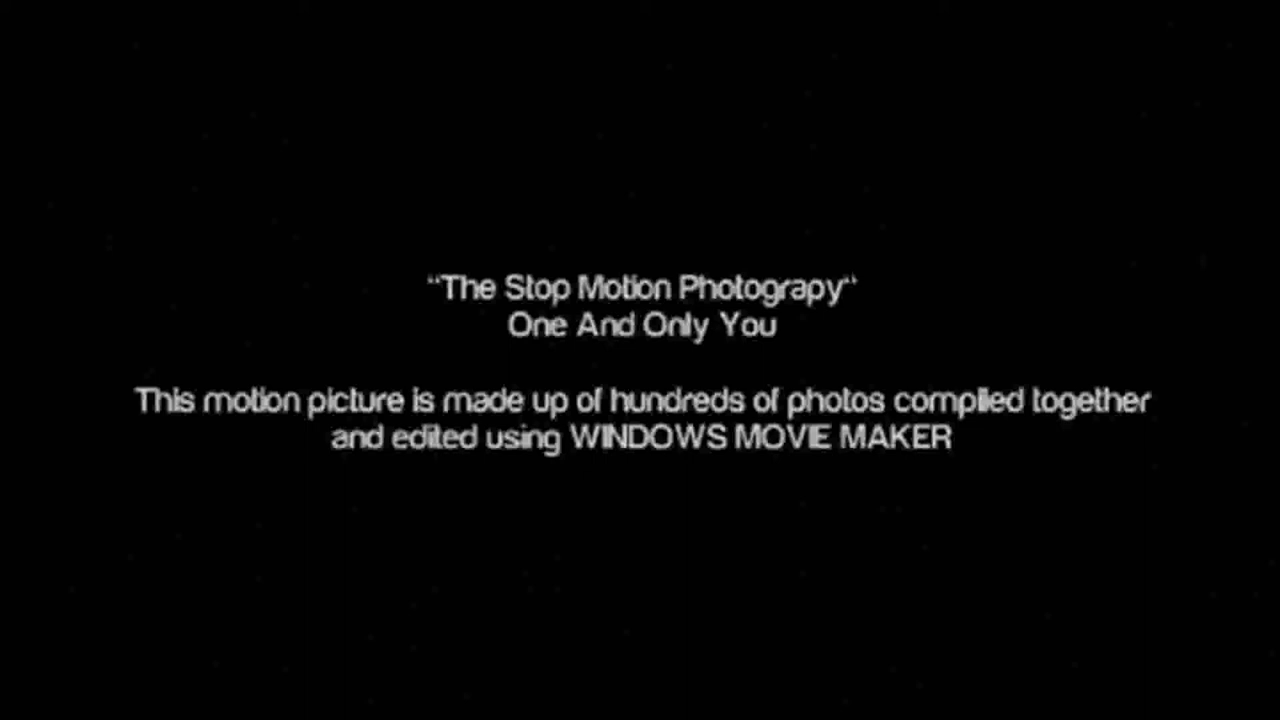 “The Stop Motion Photograpy“
One And Only You
This motion picture is made up of hundreds of photos compiled together
and edited using WINDOWS MOVIE MAKER